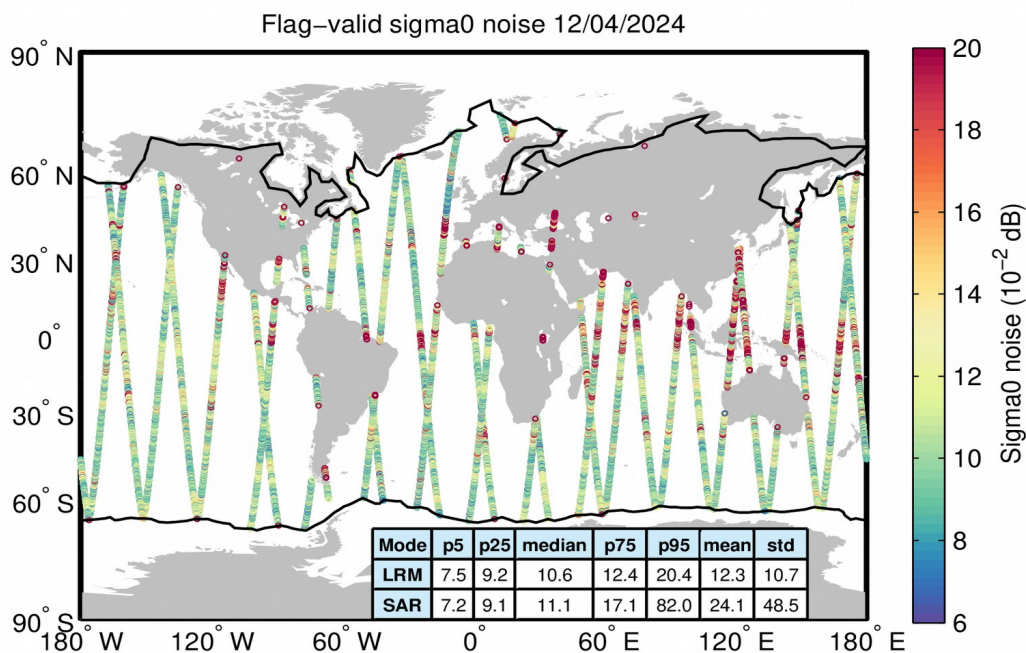 Flag−valid sigma0 noise 12/04/2024
90° N
60° N
30° N
0°
30° S
60° S
90° S
180° W
120° W
60° W
0°
60° E
120° E
180° E
Mode p5 p25 median p75 p95 mean std
LRM 7.5 9.2 10.6 12.4 20.4 12.3 10.7
SAR 7.2 9.1 11.1 17.1 82.0 24.1 48.5
20
18
16
14
12
10
8
6
Sigma0 noise (10⁻² dB)